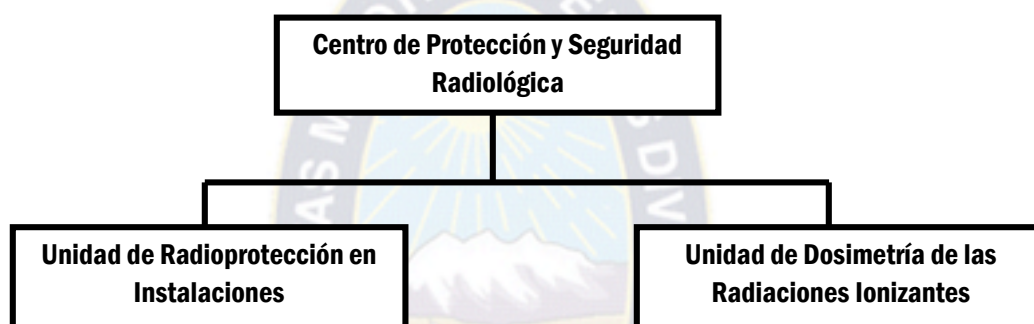 Centro de Protección y Seguridad
Radiológica
Unidad de Radioprotección en
Instalaciones
Unidad de Dosimetría de las
Radiaciones Ionizantes